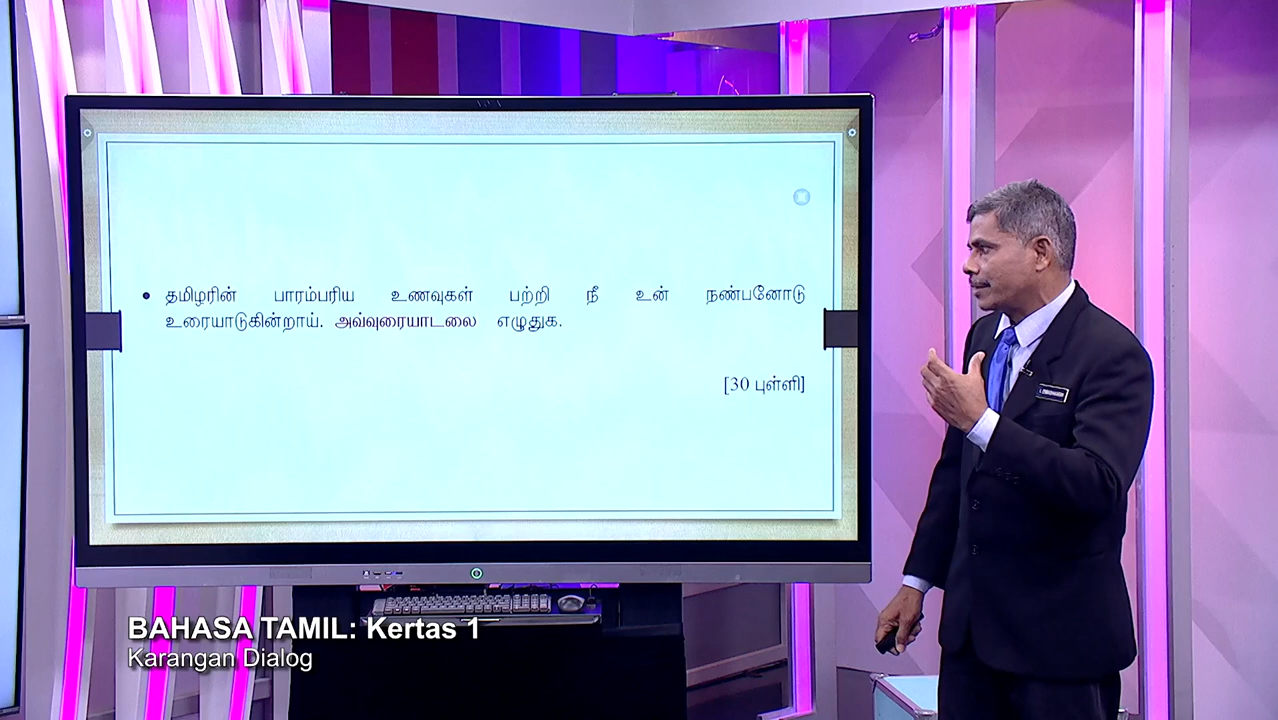 தமிழரின் பாரம்பரிய உணவுகள் பற்றி நீ உன் நண்பனோடு
உரையாடுகின்றாய். அவ்வுரையாடலை எழுதுக.
[30 புள்ளி]
BAHASA TAMIL: Kertas 1
Karangan Dialog